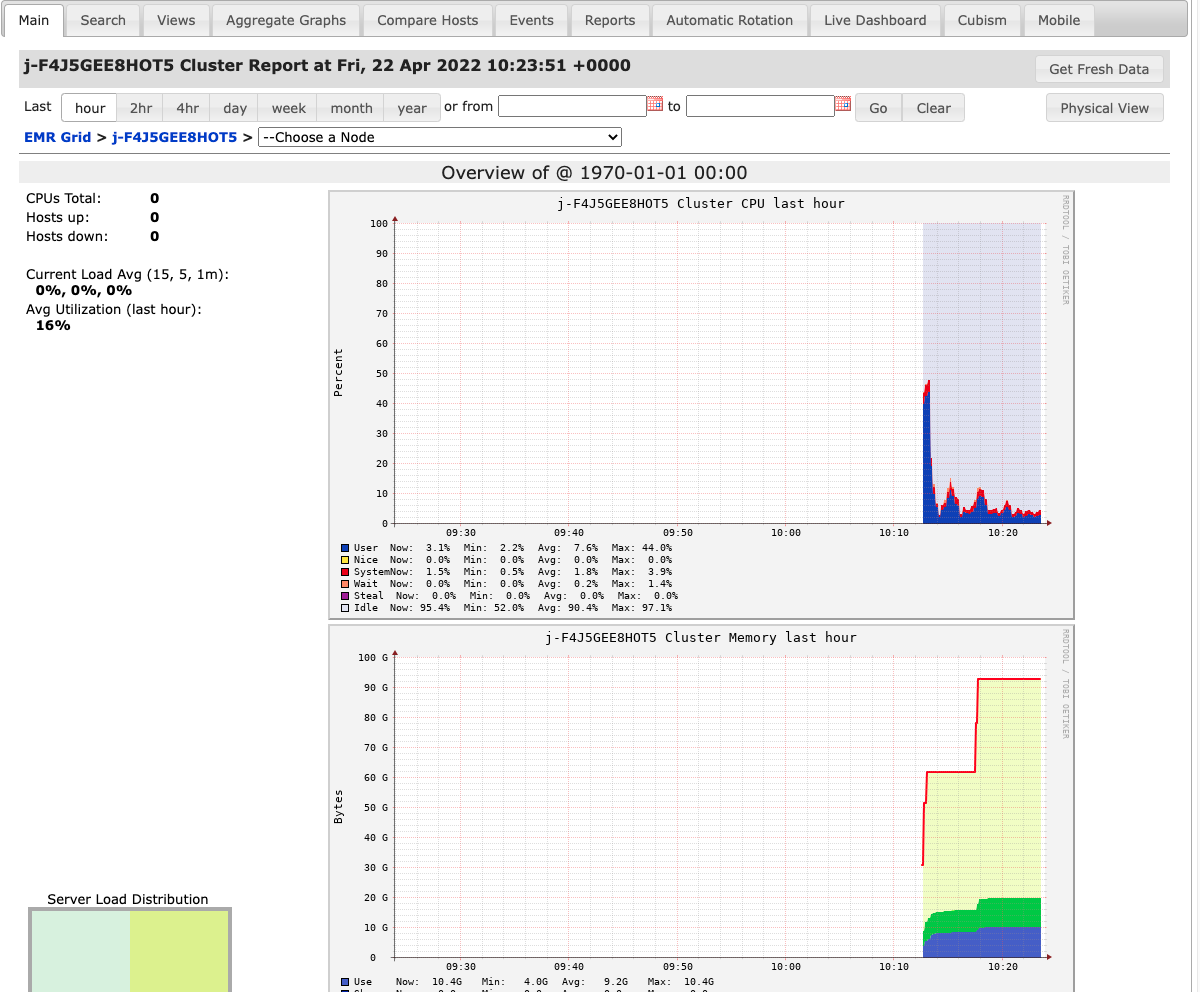 Main Search Views Aggregate Graphs Compare Hosts Events Reports Automatic Rotation Live Dashboard Cubism Mobile
j-F4J5GEE8HOT5 Cluster Report at Fri, 22 Apr 2022 10:23:51 +0000 Get Fresh Data
Last hour 2hr 4hr day week month year or from to Go Clear Physical View
EMR Grid > j-F4J5GEE8HOT5 > --Choose a Node
Overview of @ 1970-01-01 00:00
CPUs Total: 0
Hosts up: 0
Hosts down: 0
Current Load Avg (15, 5, 1m):
0%, 0%, 0%
Avg Utilization (last hour):
16%
j-F4J5GEE8HOT5 Cluster CPU last hour
RRDTOOL / TOBI OETIKER
Percent
100
90
80
70
60
50
40
30
20
10
0
09:30 09:40 09:50 10:00 10:10 10:20
User Now: 3.1% Min: 2.2% Avg: 7.6% Max: 44.0%
Nice Now: 0.0% Min: 0.0% Avg: 0.0% Max: 0.0%
SystemNow: 1.5% Min: 0.5% Avg: 1.8% Max: 3.9%
Wait Now: 0.0% Min: 0.0% Avg: 0.2% Max: 1.4%
Steal Now: 0.0% Min: 0.0% Avg: 0.0% Max: 0.0%
Idle Now: 95.4% Min: 52.0% Avg: 90.4% Max: 97.1%
j-F4J5GEE8HOT5 Cluster Memory last hour
RRDTOOL / TOBI OETIKER
Bytes
100 G
90 G
80 G
70 G
60 G
50 G
40 G
30 G
20 G
10 G
0
09:30 09:40 09:50 10:00 10:10 10:20
Use Now: 10.4G Min: 4.0G Avg: 9.2G Max: 10.4G
Server Load Distribution